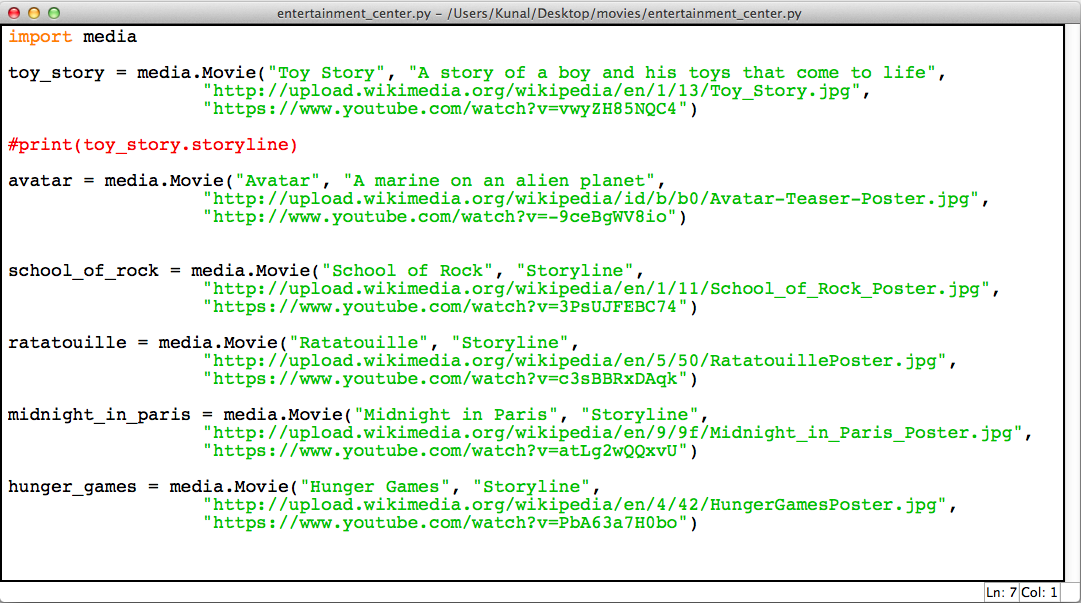 entertainment_center.py – /Users/Kunal/Desktop/movies/entertainment_center.py
import media
toy_story = media.Movie("Toy Story", "A story of a boy and his toys that come to life",
"http://upload.wikimedia.org/wikipedia/en/1/13/Toy_Story.jpg",
"https://www.youtube.com/watch?v=vwyZH85NQC4")
#print(toy_story.storyline)
avatar = media.Movie("Avatar", "A marine on an alien planet",
"http://upload.wikimedia.org/wikipedia/id/b/b0/Avatar-Teaser-Poster.jpg",
"http://www.youtube.com/watch?v=-9ceBgWV8io")
school_of_rock = media.Movie("School of Rock", "Storyline",
"http://upload.wikimedia.org/wikipedia/en/1/11/School_of_Rock_Poster.jpg",
"https://www.youtube.com/watch?v=3PsUJFEBC74")
ratatouille = media.Movie("Ratatouille", "Storyline",
"http://upload.wikimedia.org/wikipedia/en/5/50/RatatouillePoster.jpg",
"https://www.youtube.com/watch?v=c3sBBRxDAqk")
midnight_in_paris = media.Movie("Midnight in Paris", "Storyline",
"http://upload.wikimedia.org/wikipedia/en/9/9f/Midnight_in_Paris_Poster.jpg",
"https://www.youtube.com/watch?v=atLg2wQQxvU")
hunger_games = media.Movie("Hunger Games", "Storyline",
"http://upload.wikimedia.org/wikipedia/en/4/42/HungerGamesPoster.jpg",
"https://www.youtube.com/watch?v=PbA63a7H0bo")
Ln: 7 Col: 1